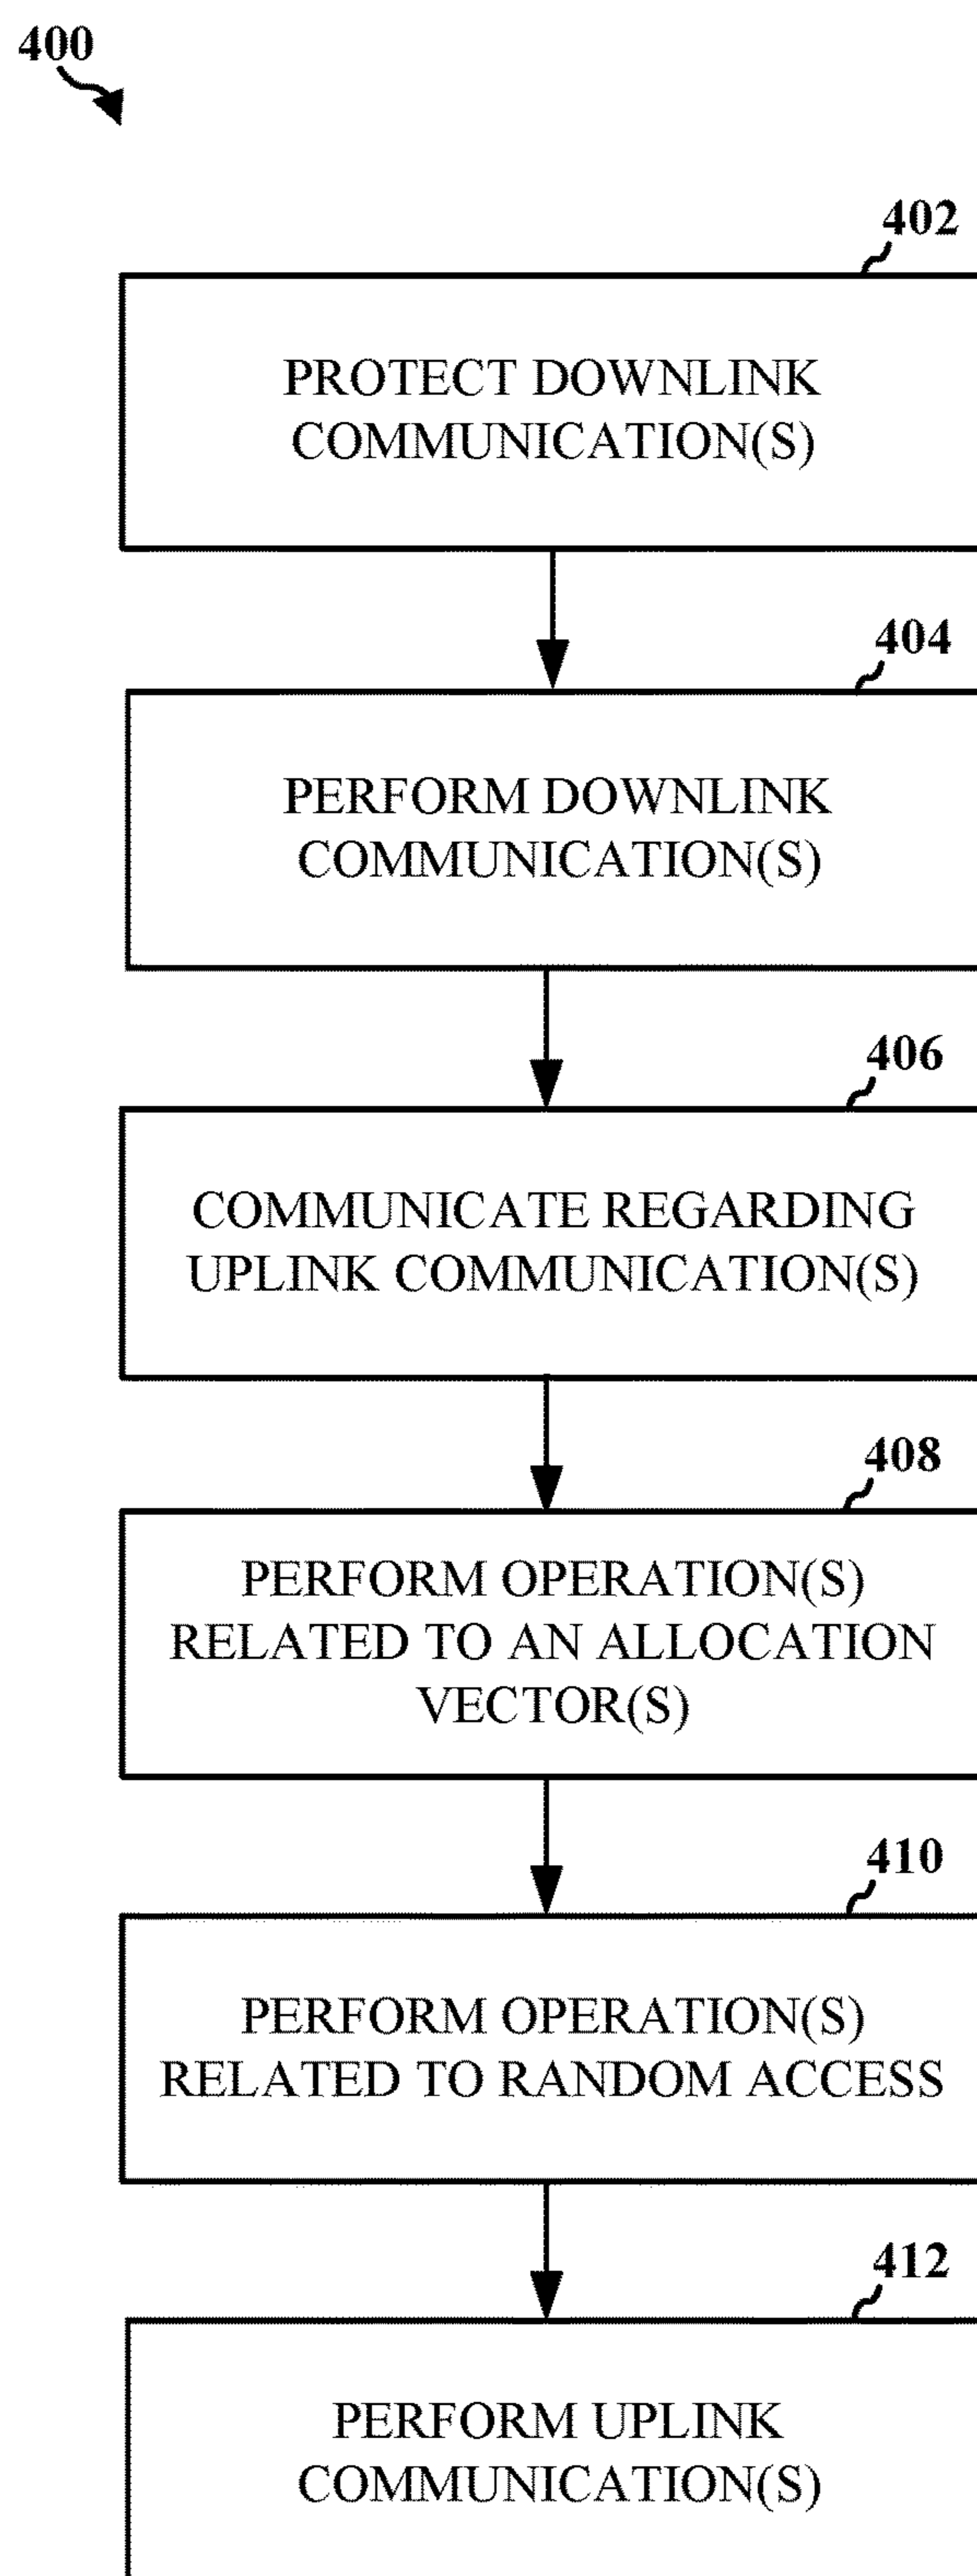 400
402
PROTECT DOWNLINK
COMMUNICATION(S)
404
PERFORM DOWNLINK
COMMUNICATION(S)
406
COMMUNICATE REGARDING
UPLINK COMMUNICATION(S)
408
PERFORM OPERATION(S)
RELATED TO AN ALLOCATION
VECTOR(S)
410
PERFORM OPERATION(S)
RELATED TO RANDOM ACCESS
412
PERFORM UPLINK
COMMUNICATION(S)